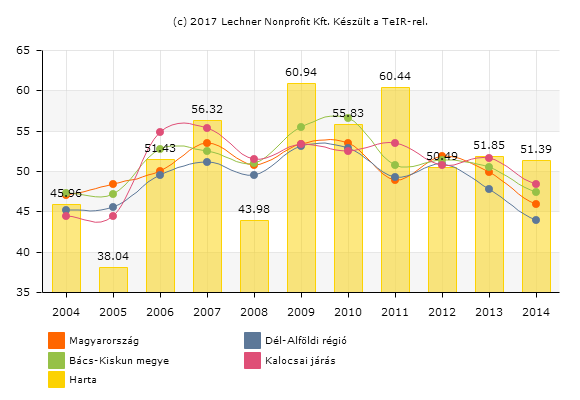 (c) 2017 Lechner Nonprofit Kft. Készült a TeIR-rel.
65
60
55
50
45
40
35
45.96
38.04
51.43
56.32
43.98
60.94
55.83
60.44
50.49
51.85
51.39
2004 2005 2006 2007 2008 2009 2010 2011 2012 2013 2014
Magyarország
Dél-Alföldi régió
Bács-Kiskun megye
Kalocsai járás
Harta